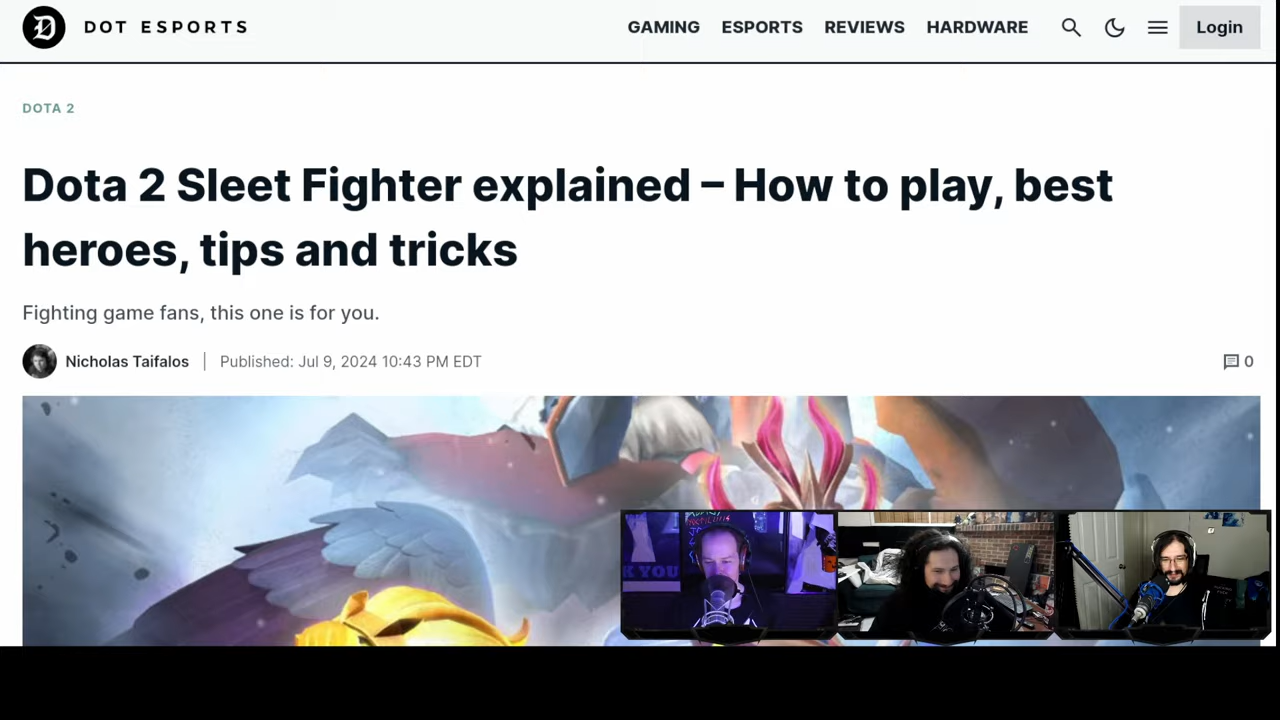 DOT ESPORTS
GAMING ESPORTS REVIEWS HARDWARE Login
DOTA 2
Dota 2 Sleet Fighter explained – How to play, best
heroes, tips and tricks
Fighting game fans, this one is for you.
Nicholas Taifalos | Published: Jul 9, 2024 10:43 PM EDT
0
K YOU